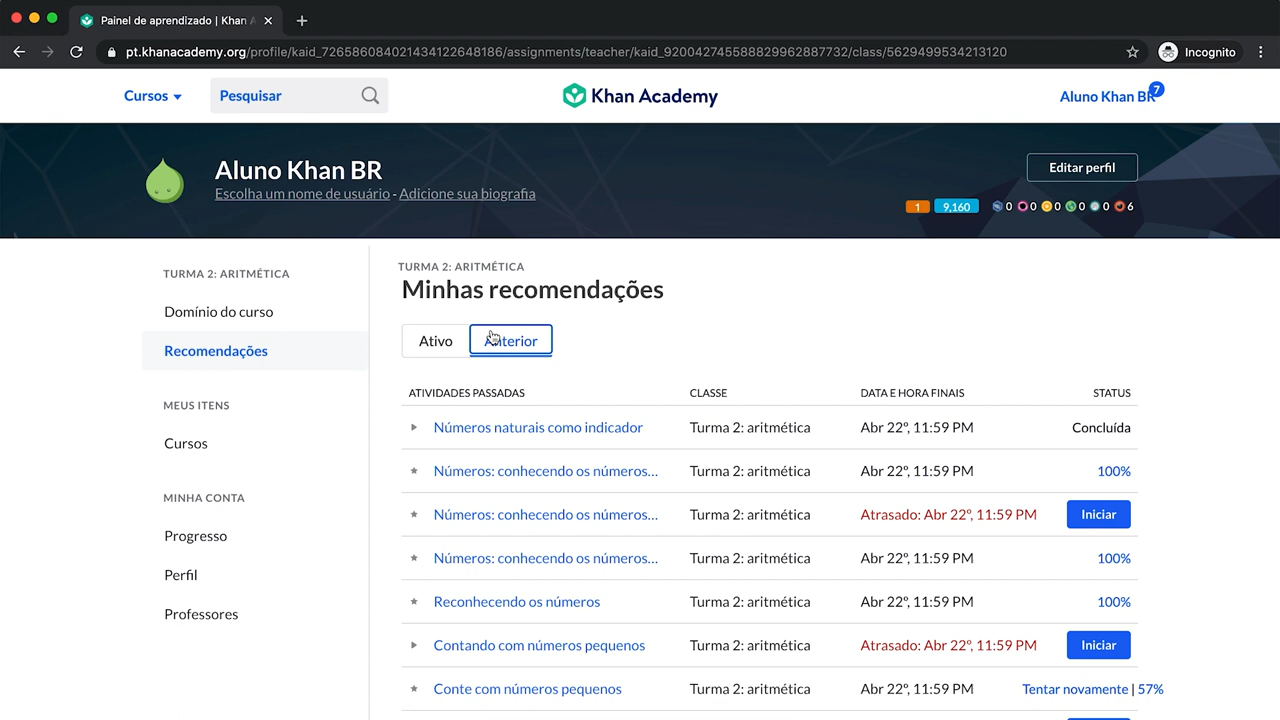 Painel de aprendizado | Khan A
pt.khanacademy.org/profile/kaid_726586084021434122648186/assignments/teacher/kaid_920042745588829962887732/class/5629499534213120
Incognito
Cursos
Pesquisar
Khan Academy
Aluno Khan BR
7
Aluno Khan BR
Escolha um nome de usuário - Adicione sua biografia
Editar perfil
1 9,160 0 0 0 0 0 6
TURMA 2: ARITMÉTICA
Domínio do curso
Recomendações
MEUS ITENS
Cursos
MINHA CONTA
Progresso
Perfil
Professores
TURMA 2: ARITMÉTICA
Minhas recomendações
Ativo Anterior
ATIVIDADES PASSADAS CLASSE DATA E HORA FINAIS STATUS
Números naturais como indicador Turma 2: aritmética Abr 22º, 11:59 PM Concluída
Números: conhecendo os números... Turma 2: aritmética Abr 22º, 11:59 PM 100%
Números: conhecendo os números... Turma 2: aritmética Atrasado: Abr 22º, 11:59 PM Iniciar
Números: conhecendo os números... Turma 2: aritmética Abr 22º, 11:59 PM 100%
Reconhecendo os números Turma 2: aritmética Abr 22º, 11:59 PM 100%
Contando com números pequenos Turma 2: aritmética Atrasado: Abr 22º, 11:59 PM Iniciar
Conte com números pequenos Turma 2: aritmética Abr 22º, 11:59 PM Tentar novamente | 57%